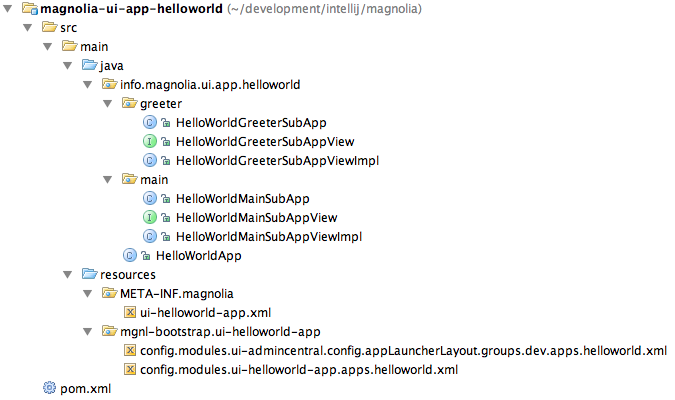 magnolia-ui-app-helloworld (~/development/intellij/magnolia)
src
main
java
info.magnolia.ui.app.helloworld
greeter
C HelloWorldGreeterSubApp
I HelloWorldGreeterSubAppView
C HelloWorldGreeterSubAppViewImpl
main
C HelloWorldMainSubApp
I HelloWorldMainSubAppView
C HelloWorldMainSubAppViewImpl
C HelloWorldApp
resources
META-INF.magnolia
X ui-helloworld-app.xml
mgnl-bootstrap.ui-helloworld-app
X config.modules.ui-admincentral.config.appLauncherLayout.groups.dev.apps.helloworld.xml
X config.modules.ui-helloworld-app.apps.helloworld.xml
pom.xml